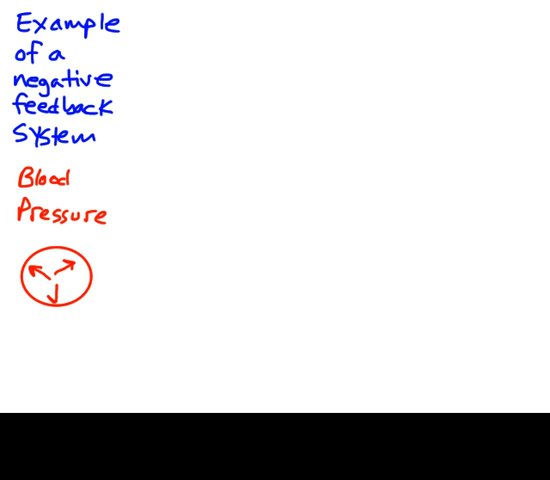 Example
of a
negative
feedback
System
Blood
Pressure